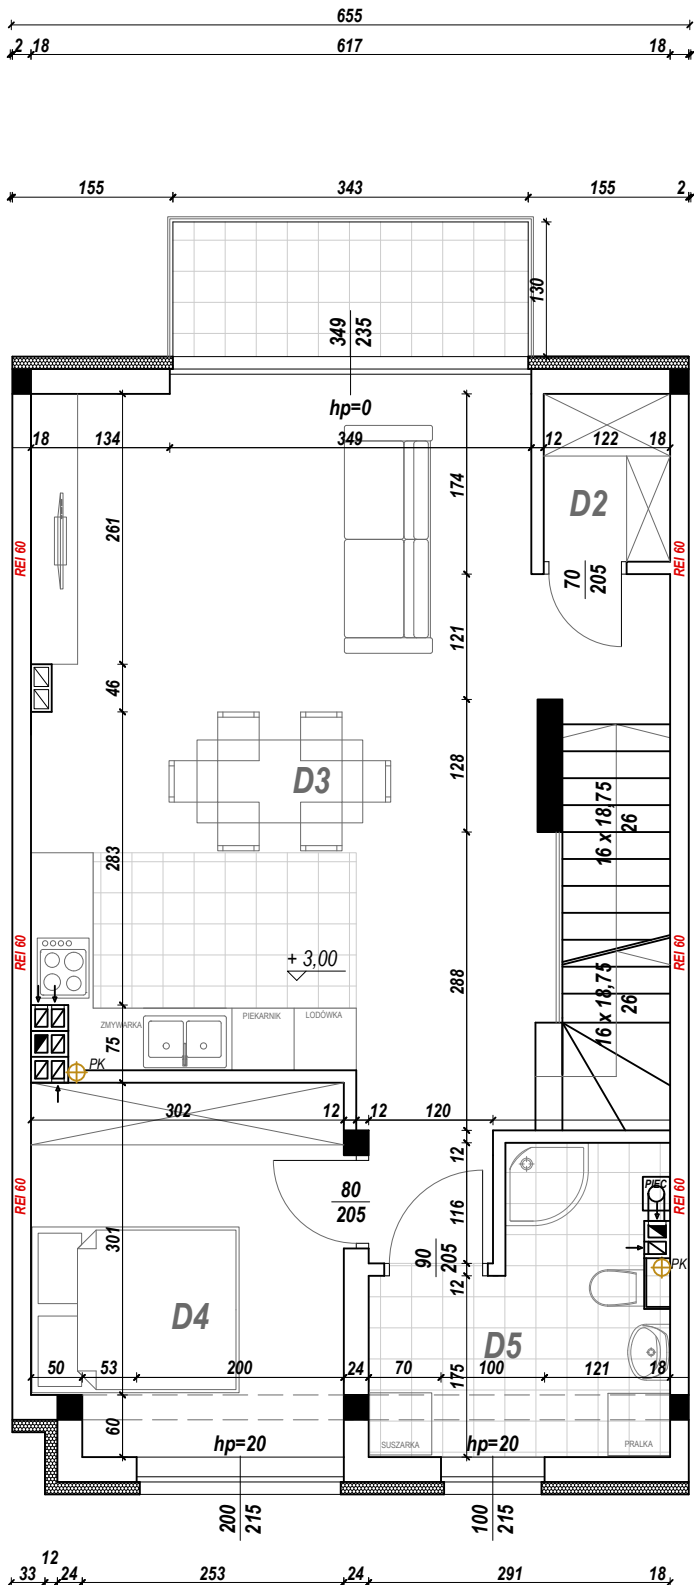 655
2 18 617 18
155 343 155 2
130
349
235
hp=0
18 134 349 12 122 18
174
D2
261
REI 60
REI 60
70
205
121
46
128
D3
16 x 18,75
26
283
REI 60
REI 60
+ 3,00
288
16 x 18,75
26
ZMYWARKA
PIEKARNIK
LODÓWKA
75
PK
302 12 12 120
12
REI 60
REI 60
80
205
116
PIEC
301
90
205
12
PK
D4
D5
50 53 200 24 70 100 121 18
175
60
hp=20
SUSZARKA
hp=20
PRALKA
200
215
100
215
12
33 24 253 24 291 18